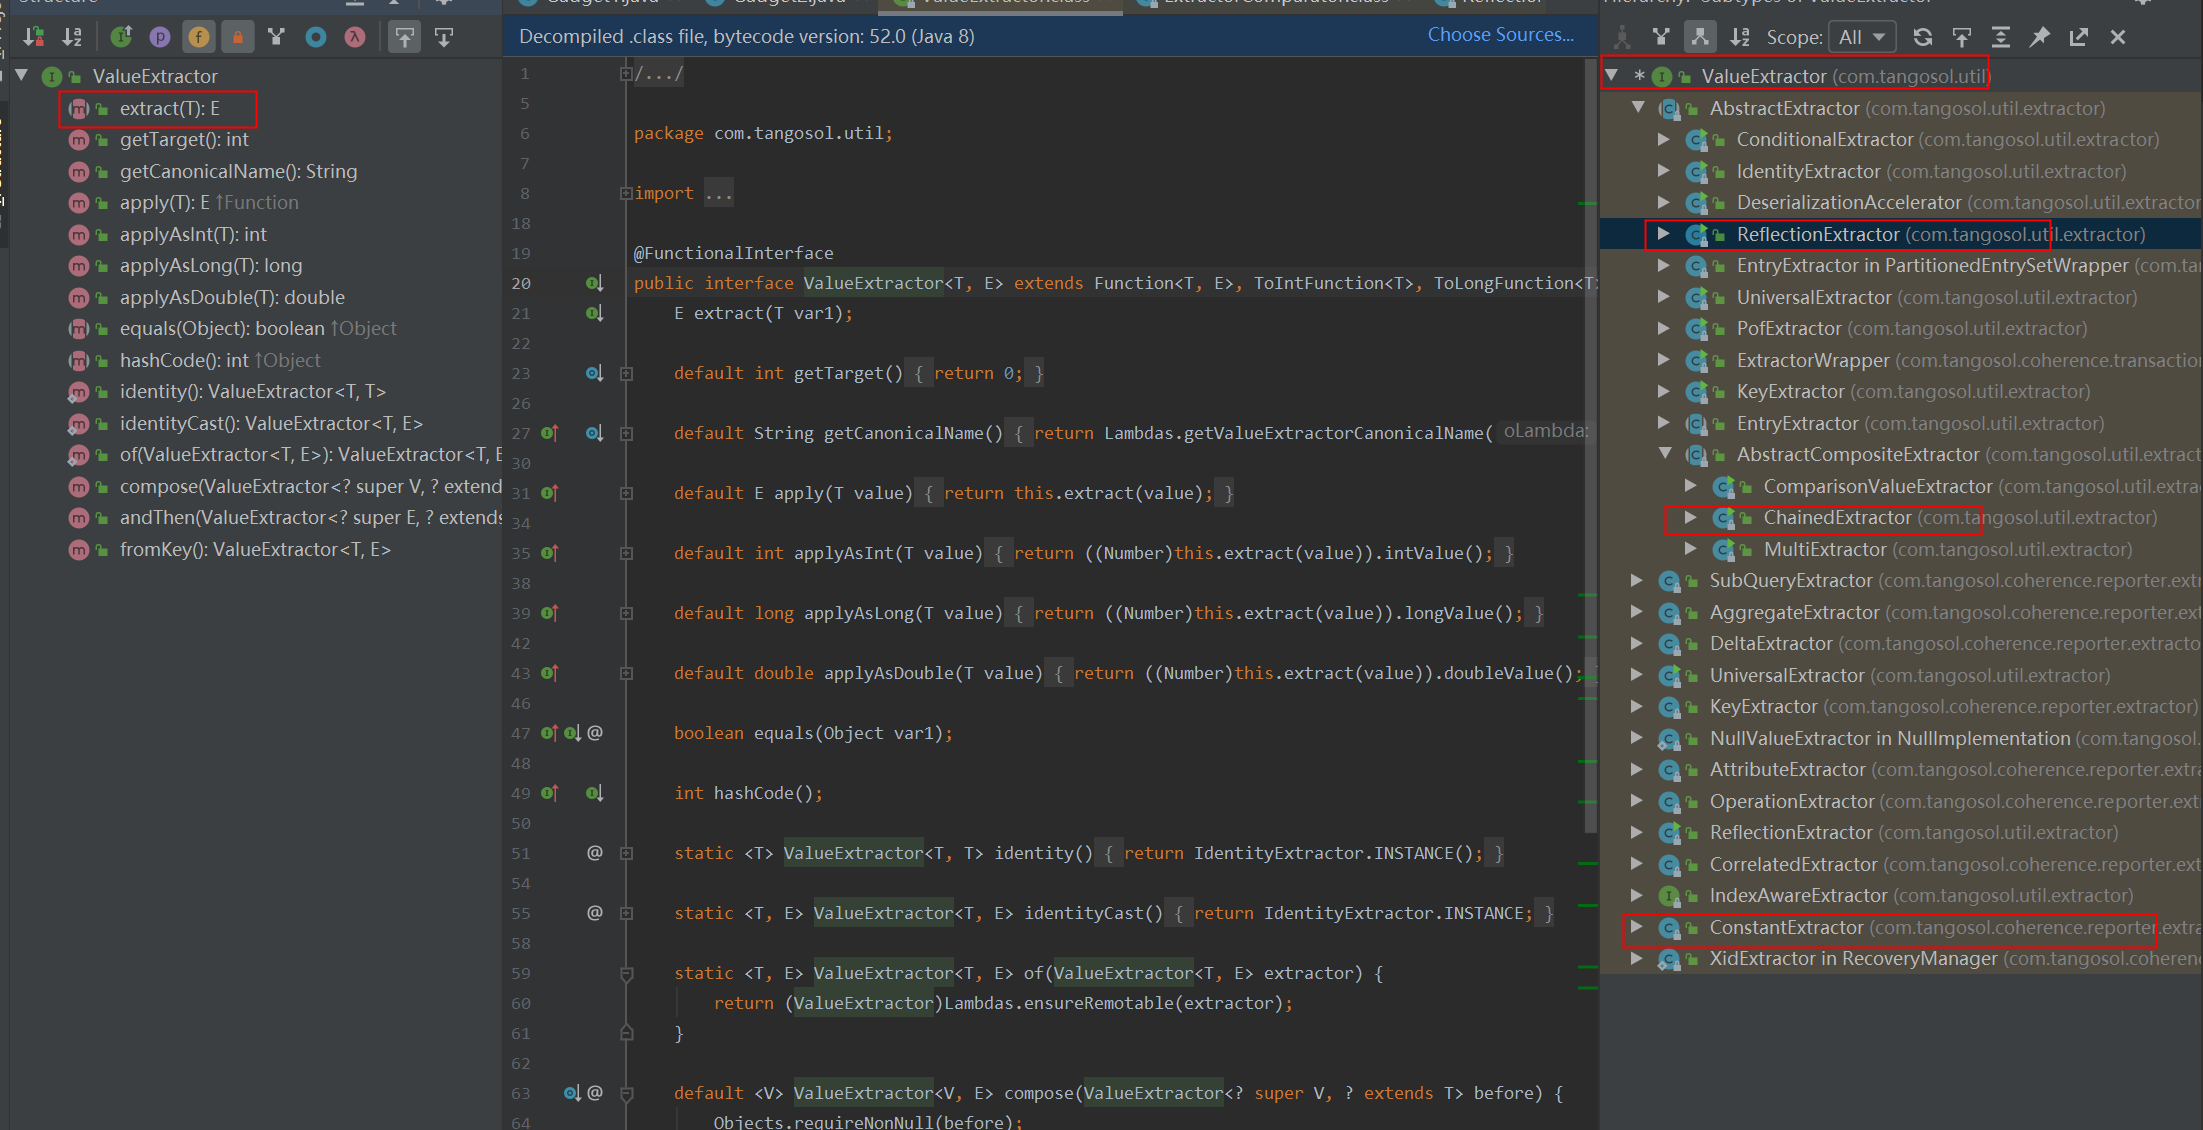 Structure
Gadget1.java
Gadget2.java
ValueExtractor.class
ExtractorComparator.class
Reflection
Hierarchy: Subtypes of ValueExtractor
Decompiled .class file, bytecode version: 52.0 (Java 8)
Choose Sources...
Scope: All
ValueExtractor
extract(T): E
getTarget(): int
getCanonicalName(): String
apply(T): E ↑Function
applyAsInt(T): int
applyAsLong(T): long
applyAsDouble(T): double
equals(Object): boolean ↑Object
hashCode(): int ↑Object
identity(): ValueExtractor<T, T>
identityCast(): ValueExtractor<T, E>
of(ValueExtractor<T, E>): ValueExtractor<T, E
compose(ValueExtractor<? super V, ? extend
andThen(ValueExtractor<? super E, ? extends
fromKey(): ValueExtractor<T, E>
1 /.../
5
6 package com.tangosol.util;
7
8 import ...
18
19 @FunctionalInterface
20 public interface ValueExtractor<T, E> extends Function<T, E>, ToIntFunction<T>, ToLongFunction<T>
21 E extract(T var1);
22
23 default int getTarget() { return 0; }
26
27 default String getCanonicalName() { return Lambdas.getValueExtractorCanonicalName( oLambda:
30
31 default E apply(T value) { return this.extract(value); }
34
35 default int applyAsInt(T value) { return ((Number)this.extract(value)).intValue(); }
38
39 default long applyAsLong(T value) { return ((Number)this.extract(value)).longValue(); }
42
43 default double applyAsDouble(T value) { return ((Number)this.extract(value)).doubleValue(); }
46
47 @ boolean equals(Object var1);
48
49 int hashCode();
50
51 @ static <T> ValueExtractor<T, T> identity() { return IdentityExtractor.INSTANCE(); }
54
55 @ static <T, E> ValueExtractor<T, E> identityCast() { return IdentityExtractor.INSTANCE; }
58
59 static <T, E> ValueExtractor<T, E> of(ValueExtractor<T, E> extractor) {
60 return (ValueExtractor)Lambdas.ensureRemotable(extractor);
61 }
62
63 @ default <V> ValueExtractor<V, E> compose(ValueExtractor<? super V, ? extends T> before) {
64 Objects.requireNonNull(before);
* ValueExtractor (com.tangosol.util)
AbstractExtractor (com.tangosol.util.extractor)
ConditionalExtractor (com.tangosol.util.extractor)
IdentityExtractor (com.tangosol.util.extractor)
DeserializationAccelerator (com.tangosol.util.extractor
ReflectionExtractor (com.tangosol.util.extractor)
EntryExtractor in PartitionedEntrySetWrapper (com.ta
UniversalExtractor (com.tangosol.util.extractor)
PofExtractor (com.tangosol.util.extractor)
ExtractorWrapper (com.tangosol.coherence.transaction
KeyExtractor (com.tangosol.util.extractor)
EntryExtractor (com.tangosol.util.extractor)
AbstractCompositeExtractor (com.tangosol.util.extract
ComparisonValueExtractor (com.tangosol.util.extra
ChainedExtractor (com.tangosol.util.extractor)
MultiExtractor (com.tangosol.util.extractor)
SubQueryExtractor (com.tangosol.coherence.reporter.extr
AggregateExtractor (com.tangosol.coherence.reporter.ext
DeltaExtractor (com.tangosol.coherence.reporter.extracto
UniversalExtractor (com.tangosol.util.extractor)
KeyExtractor (com.tangosol.coherence.reporter.extractor)
NullValueExtractor in NullImplementation (com.tangosol.
AttributeExtractor (com.tangosol.coherence.reporter.extra
OperationExtractor (com.tangosol.coherence.reporter.ext
ReflectionExtractor (com.tangosol.util.extractor)
CorrelatedExtractor (com.tangosol.coherence.reporter.ext
IndexAwareExtractor (com.tangosol.util.extractor)
ConstantExtractor (com.tangosol.coherence.reporter.extra
XidExtractor in RecoveryManager (com.tangosol.coherenc